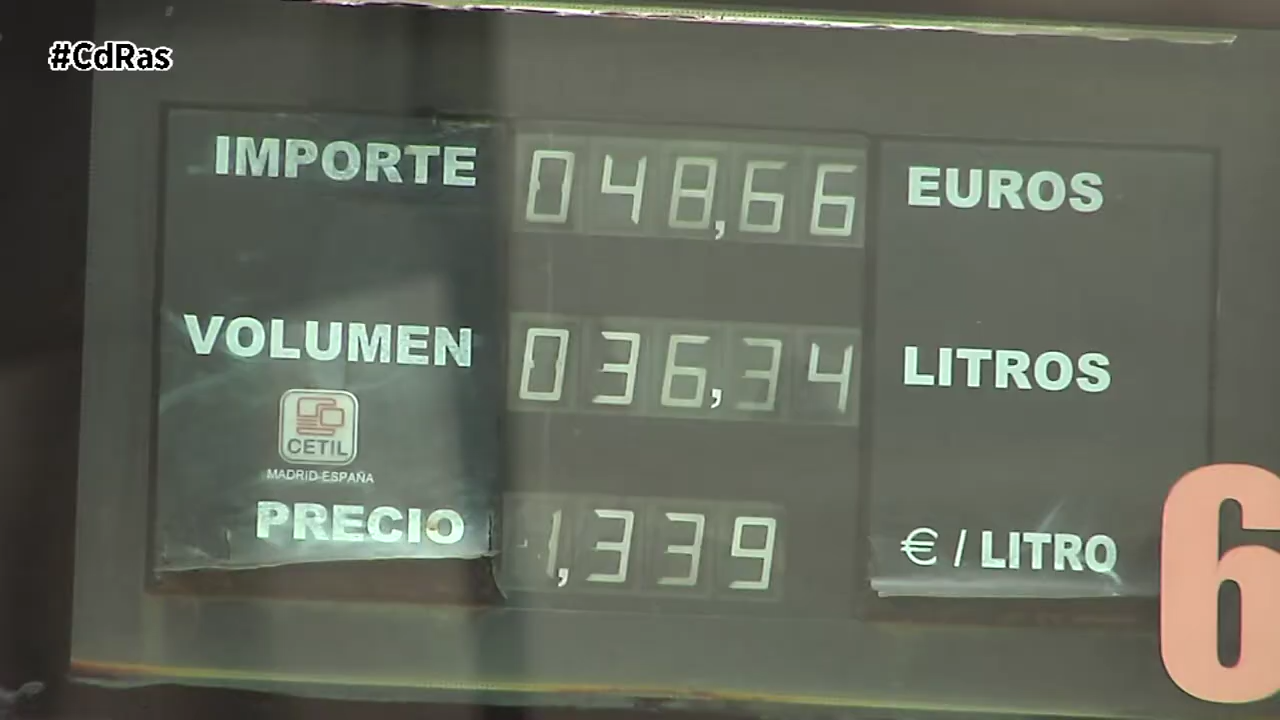 #CdRas
IMPORTE 048,66 EUROS
VOLUMEN 036,34 LITROS
CETIL
MADRID-ESPAÑA
PRECIO 1,339 € / LITRO
6